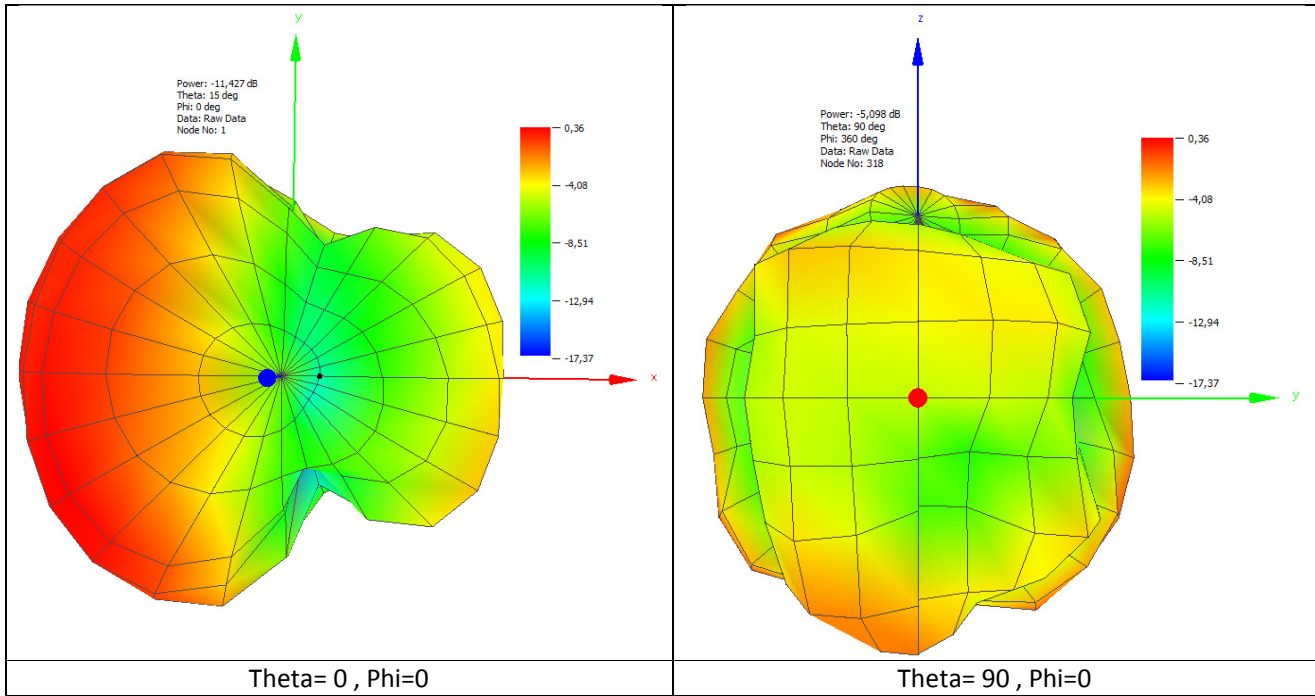 y
Power: -11,427 dB
Theta: 15 deg
Phi: 0 deg
Data: Raw Data
Node No: 1
0,36
-4,08
-8,51
-12,94
-17,37
x
Theta= 0 , Phi=0
z
Power: -5,098 dB
Theta: 90 deg
Phi: 360 deg
Data: Raw Data
Node No: 318
0,36
-4,08
-8,51
-12,94
-17,37
y
Theta= 90 , Phi=0